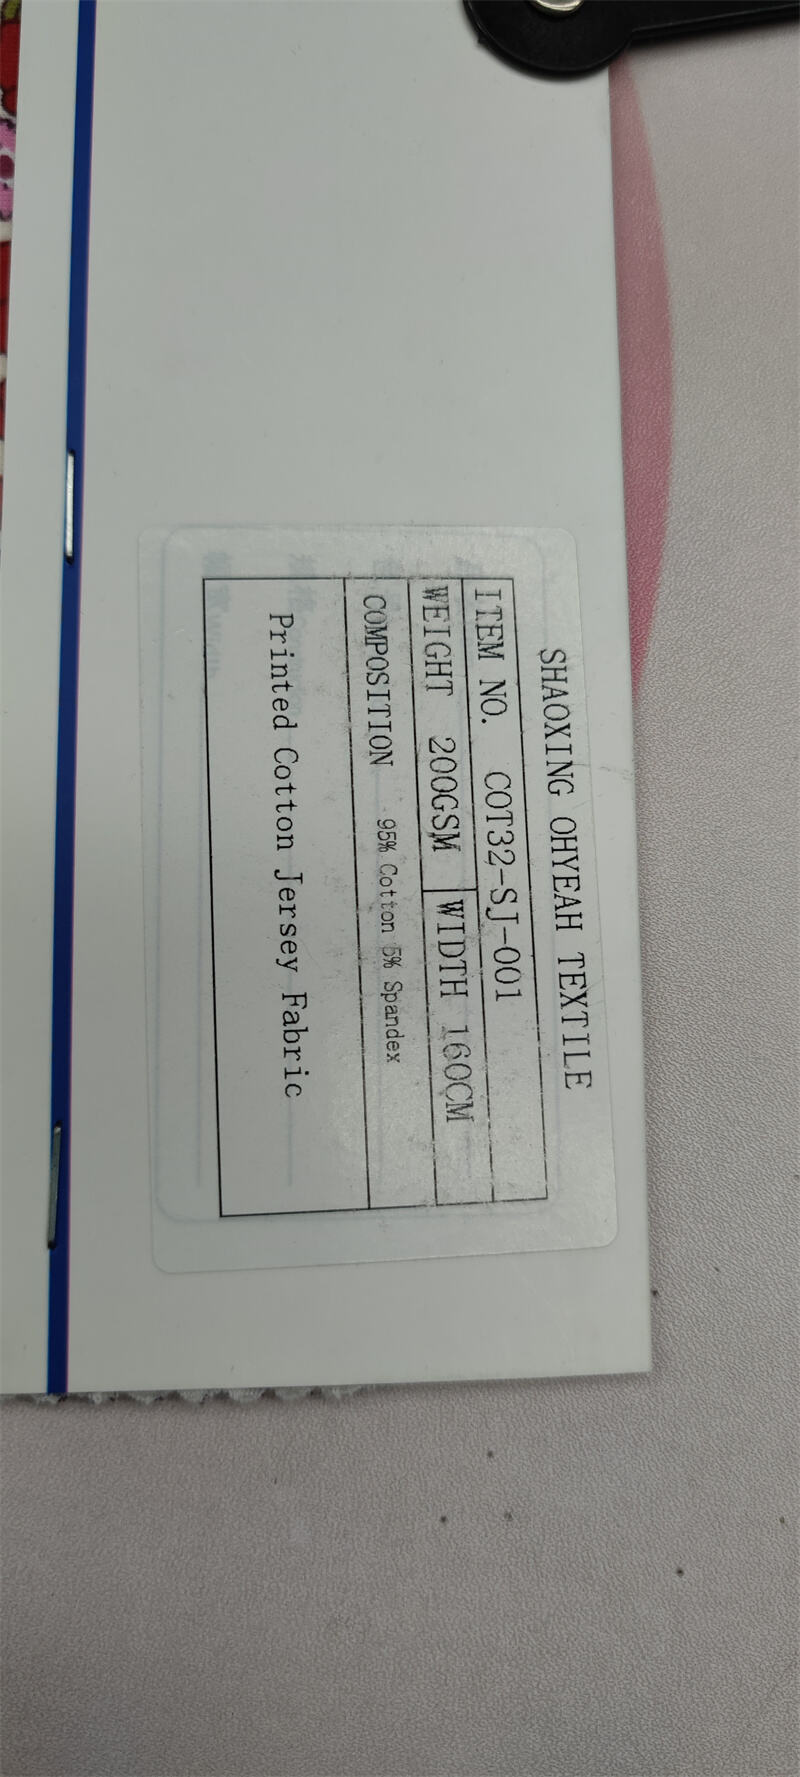 SHAOXING OHYEAH TEXTILE
ITEM NO. COT32-SJ-001
WEIGHT 200GSM WIDTH 160CM
COMPOSITION 95% Cotton 5% Spandex
Printed Cotton Jersey Fabric